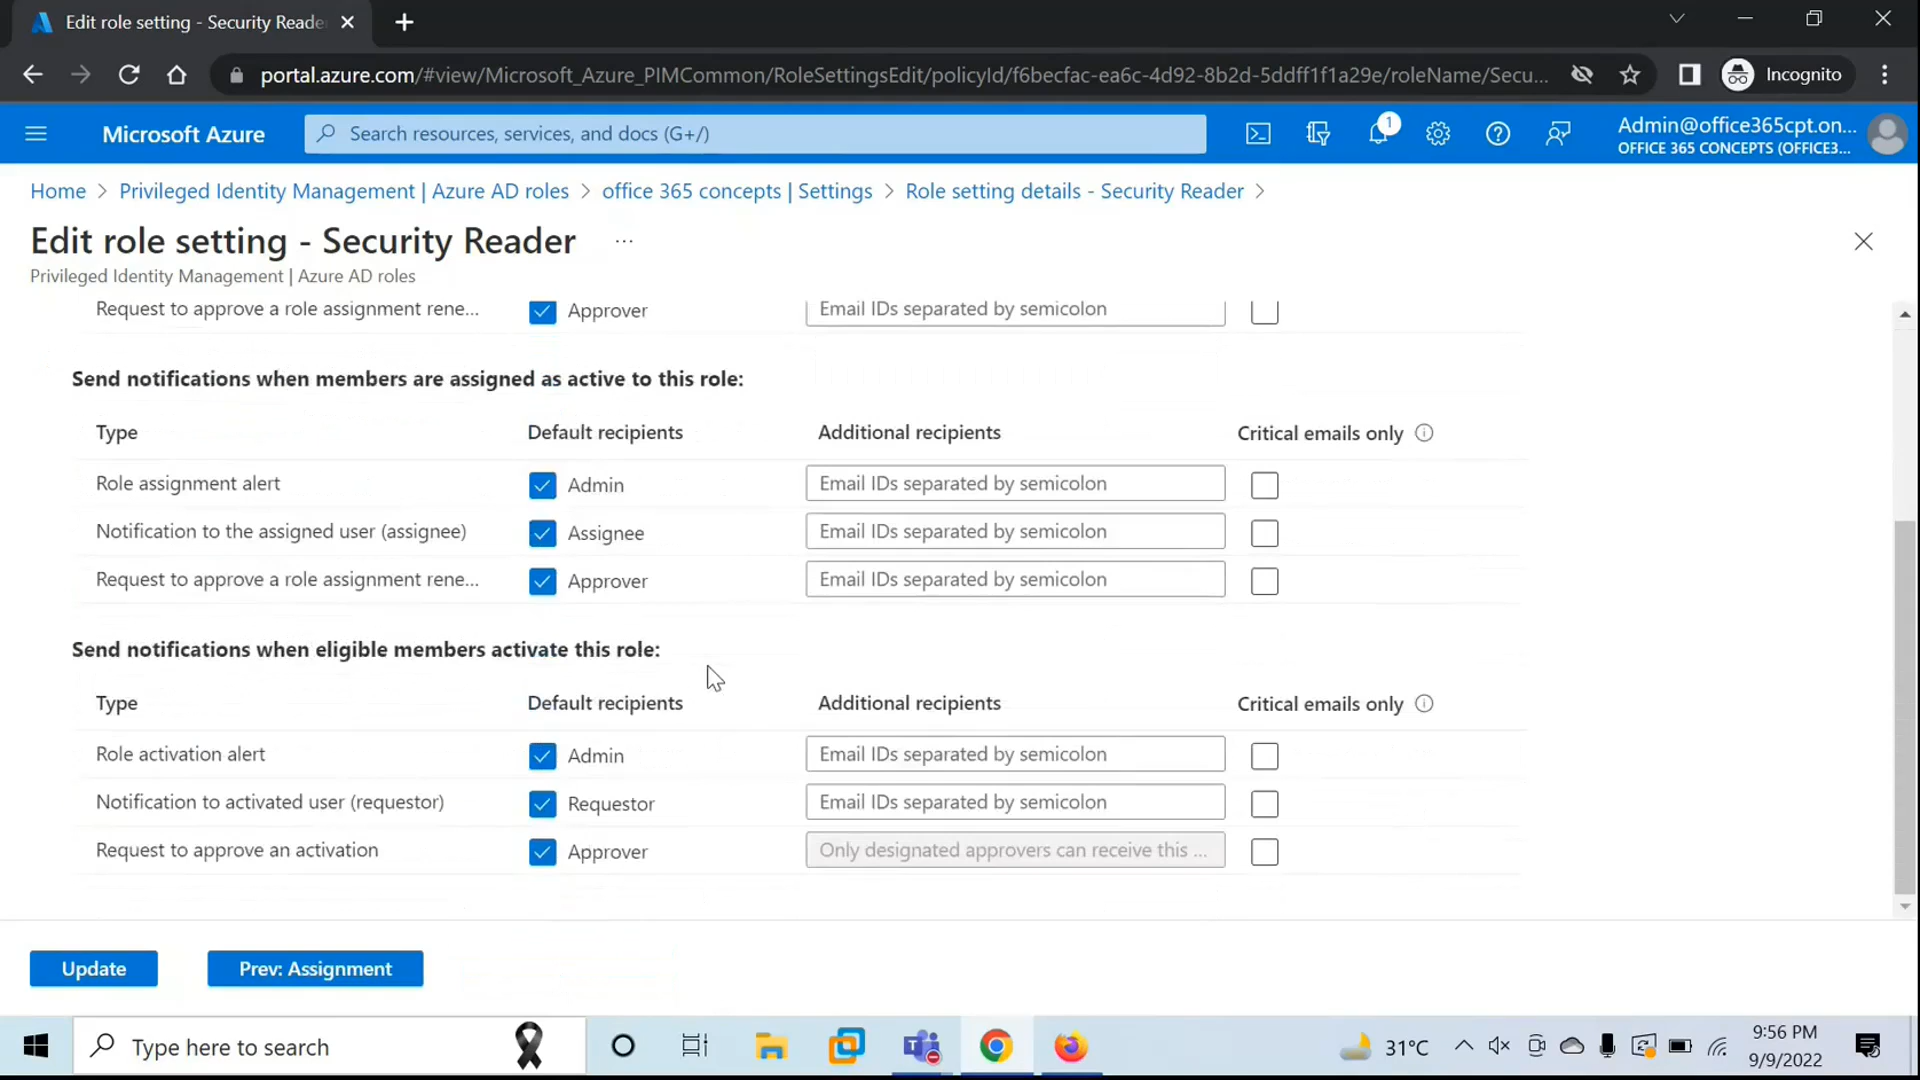 Edit role setting - Security Reade
portal.azure.com/#view/Microsoft_Azure_PIMCommon/RoleSettingsEdit/policyId/f6becfac-ea6c-4d92-8b2d-5ddff1f1a29e/roleName/Secu...
Incognito
Microsoft Azure
Search resources, services, and docs (G+/)
1
Admin@office365cpt.on...
OFFICE 365 CONCEPTS (OFFICE3...
Home > Privileged Identity Management | Azure AD roles > office 365 concepts | Settings > Role setting details - Security Reader >
Edit role setting - Security Reader ...
Privileged Identity Management | Azure AD roles
Request to approve a role assignment rene... Approver Email IDs separated by semicolon
Send notifications when members are assigned as active to this role:
Type Default recipients Additional recipients Critical emails only
Role assignment alert Admin Email IDs separated by semicolon
Notification to the assigned user (assignee) Assignee Email IDs separated by semicolon
Request to approve a role assignment rene... Approver Email IDs separated by semicolon
Send notifications when eligible members activate this role:
Type Default recipients Additional recipients Critical emails only
Role activation alert Admin Email IDs separated by semicolon
Notification to activated user (requestor) Requestor Email IDs separated by semicolon
Request to approve an activation Approver Only designated approvers can receive this ...
Update Prev: Assignment
Type here to search
31°C
9:56 PM
9/9/2022